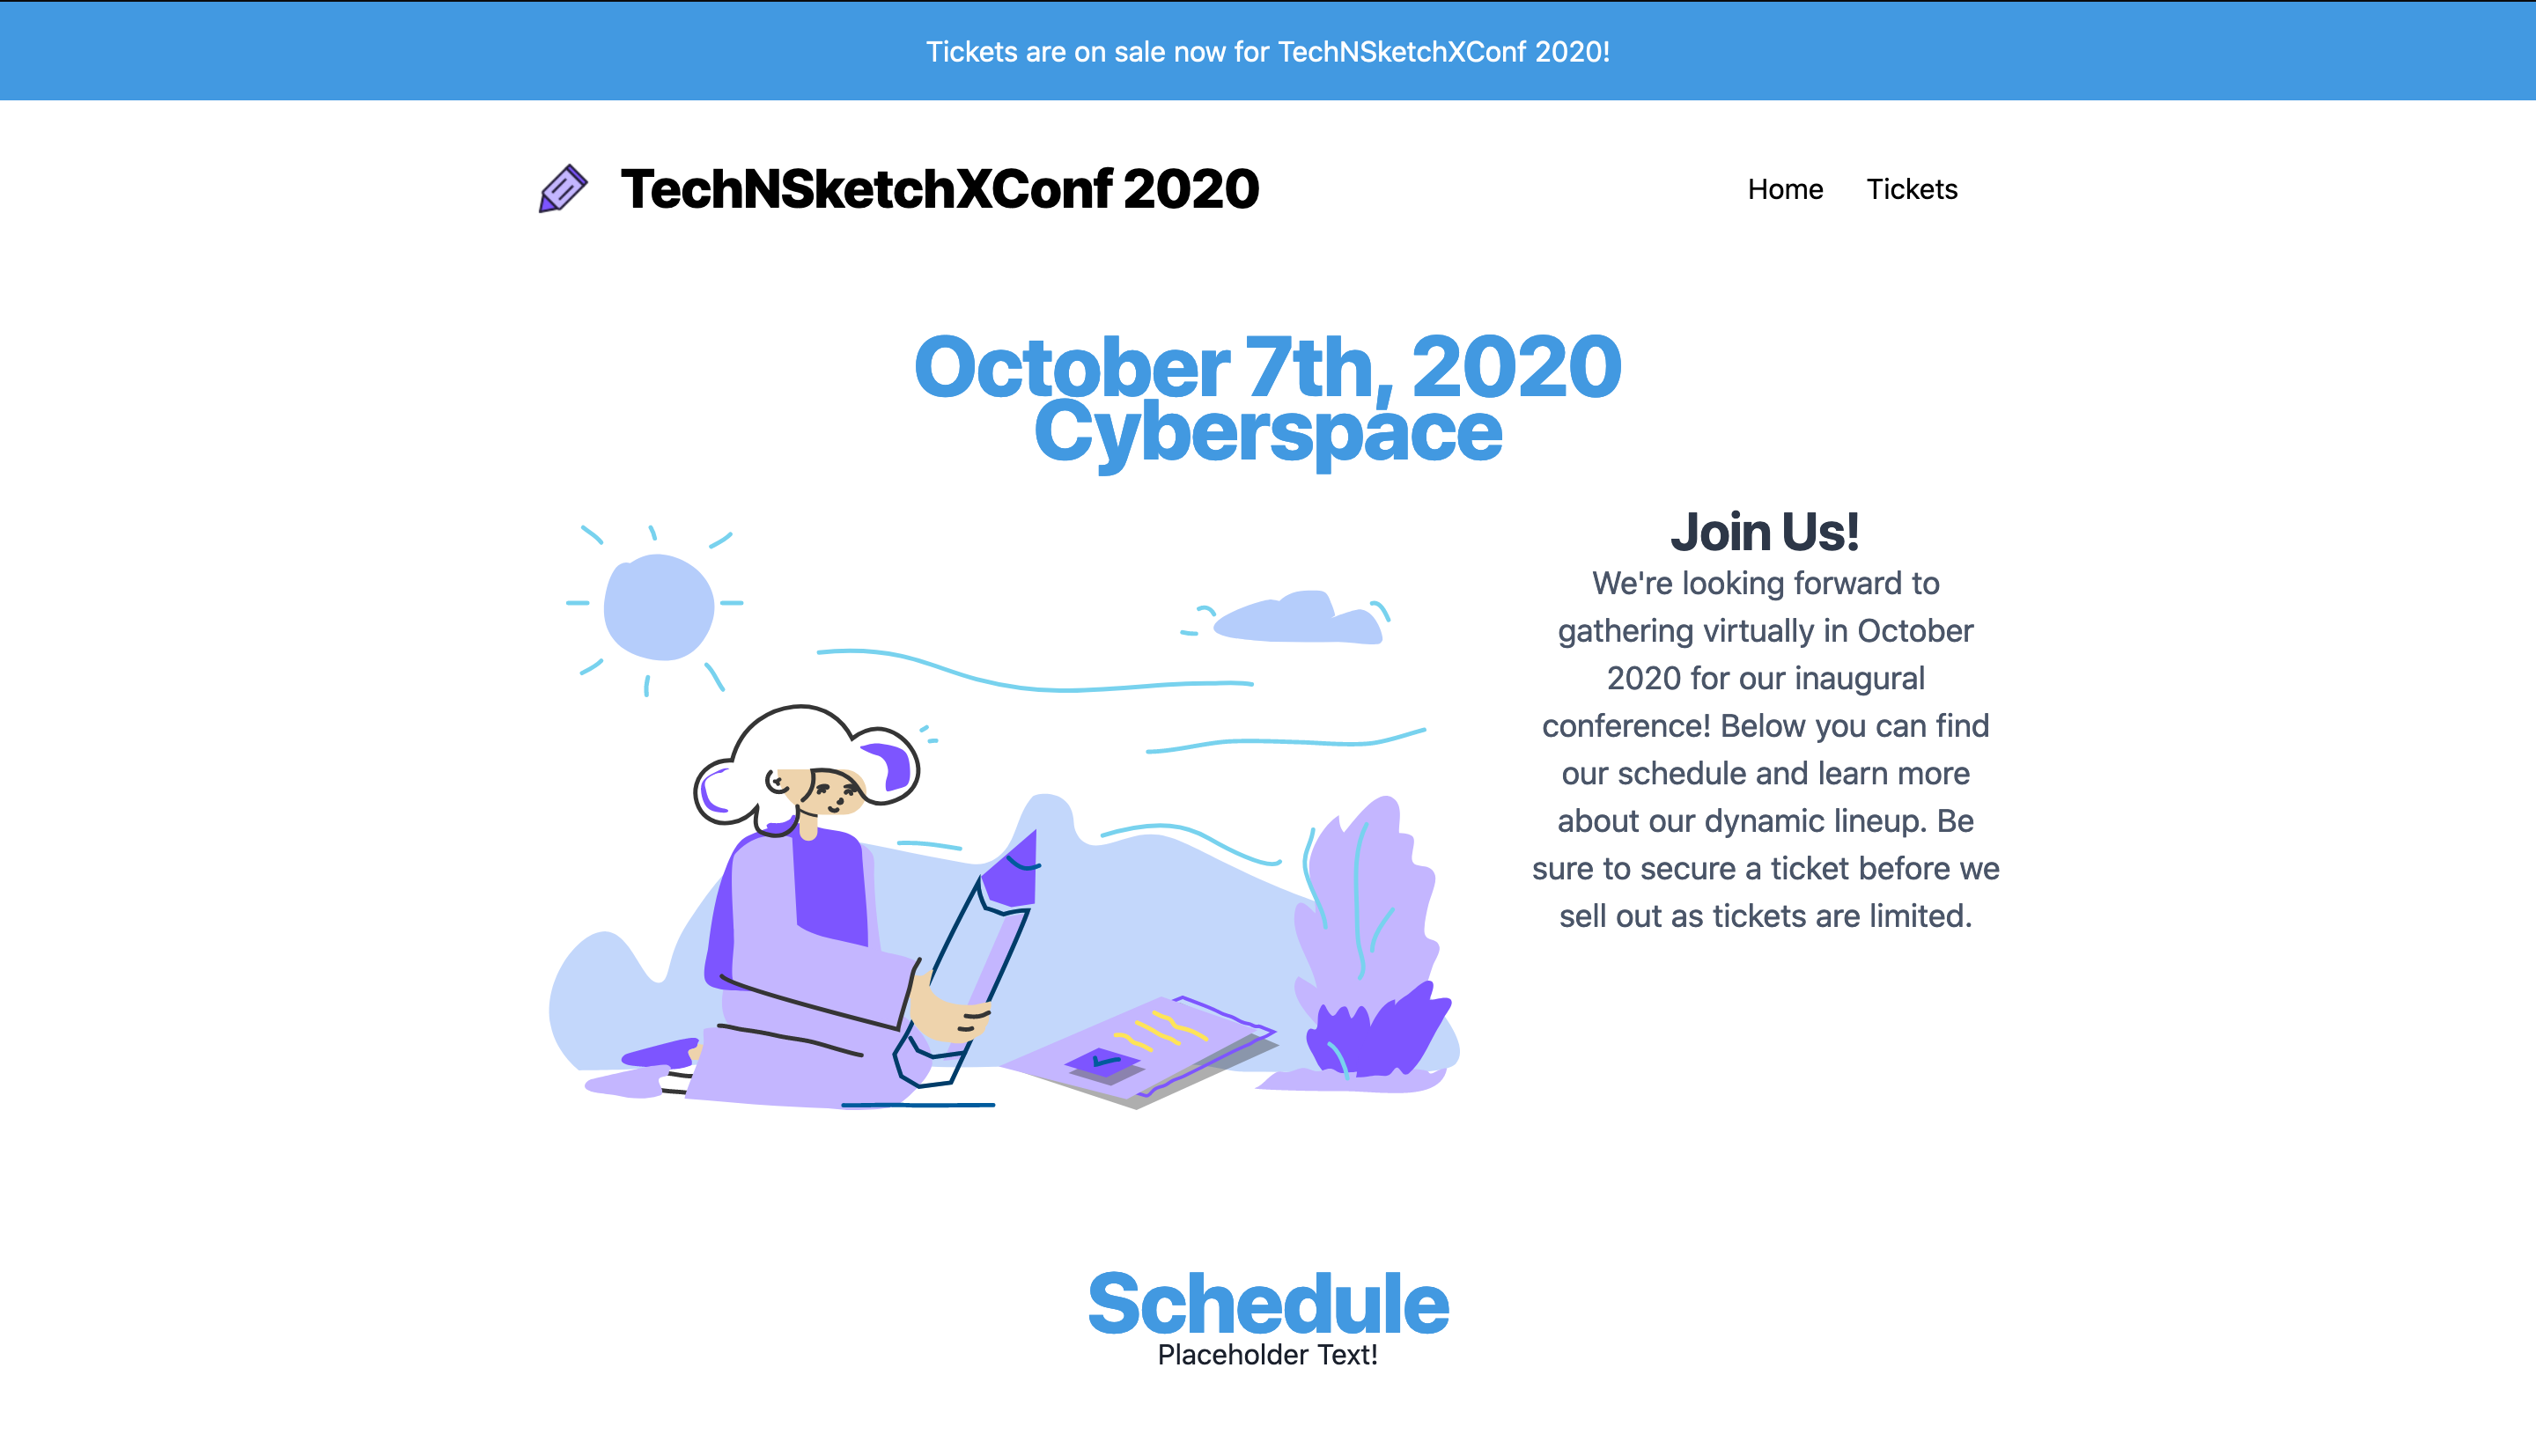 Tickets are on sale now for TechNSketchXConf 2020!
TechNSketchXConf 2020
Home
Tickets
October 7th, 2020
Cyberspace
Join Us!
We're looking forward to
gathering virtually in October
2020 for our inaugural
conference! Below you can find
our schedule and learn more
about our dynamic lineup. Be
sure to secure a ticket before we
sell out as tickets are limited.
Schedule
Placeholder Text!